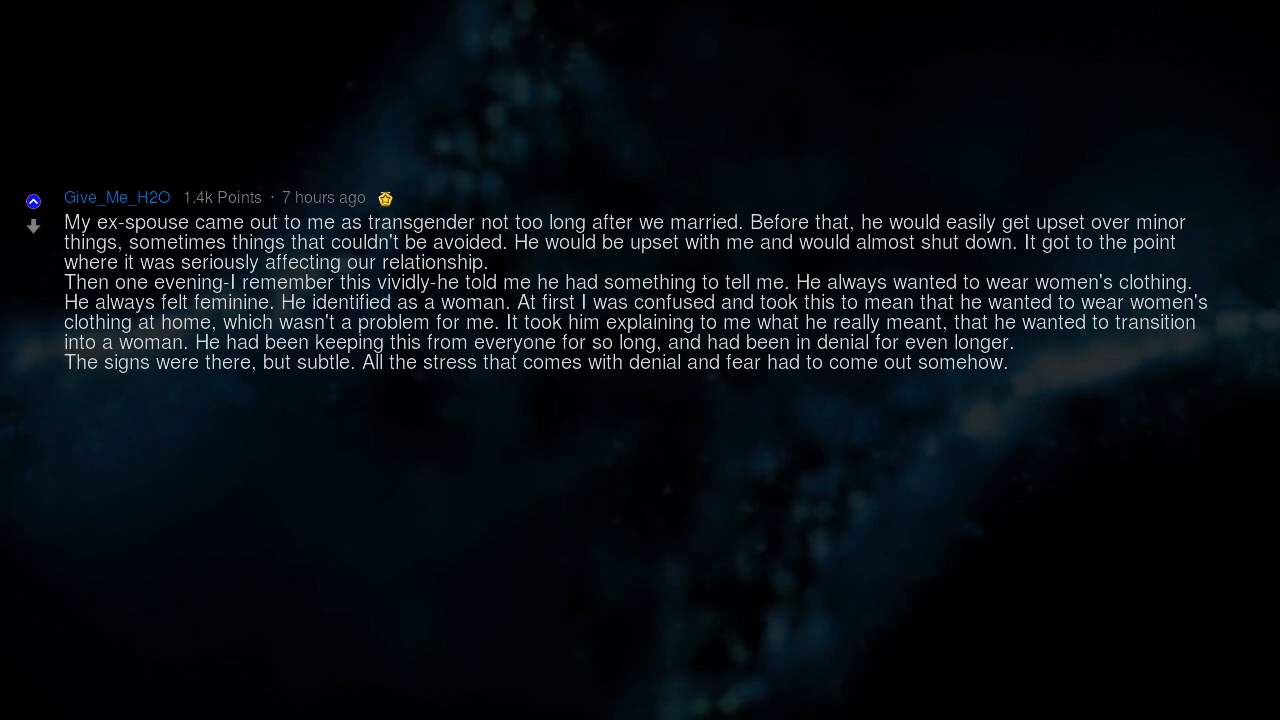 Give_Me_H2O 1.4k Points · 7 hours ago
My ex-spouse came out to me as transgender not too long after we married. Before that, he would easily get upset over minor
things, sometimes things that couldn't be avoided. He would be upset with me and would almost shut down. It got to the point
where it was seriously affecting our relationship.
Then one evening-I remember this vividly-he told me he had something to tell me. He always wanted to wear women's clothing.
He always felt feminine. He identified as a woman. At first I was confused and took this to mean that he wanted to wear women's
clothing at home, which wasn't a problem for me. It took him explaining to me what he really meant, that he wanted to transition
into a woman. He had been keeping this from everyone for so long, and had been in denial for even longer.
The signs were there, but subtle. All the stress that comes with denial and fear had to come out somehow.